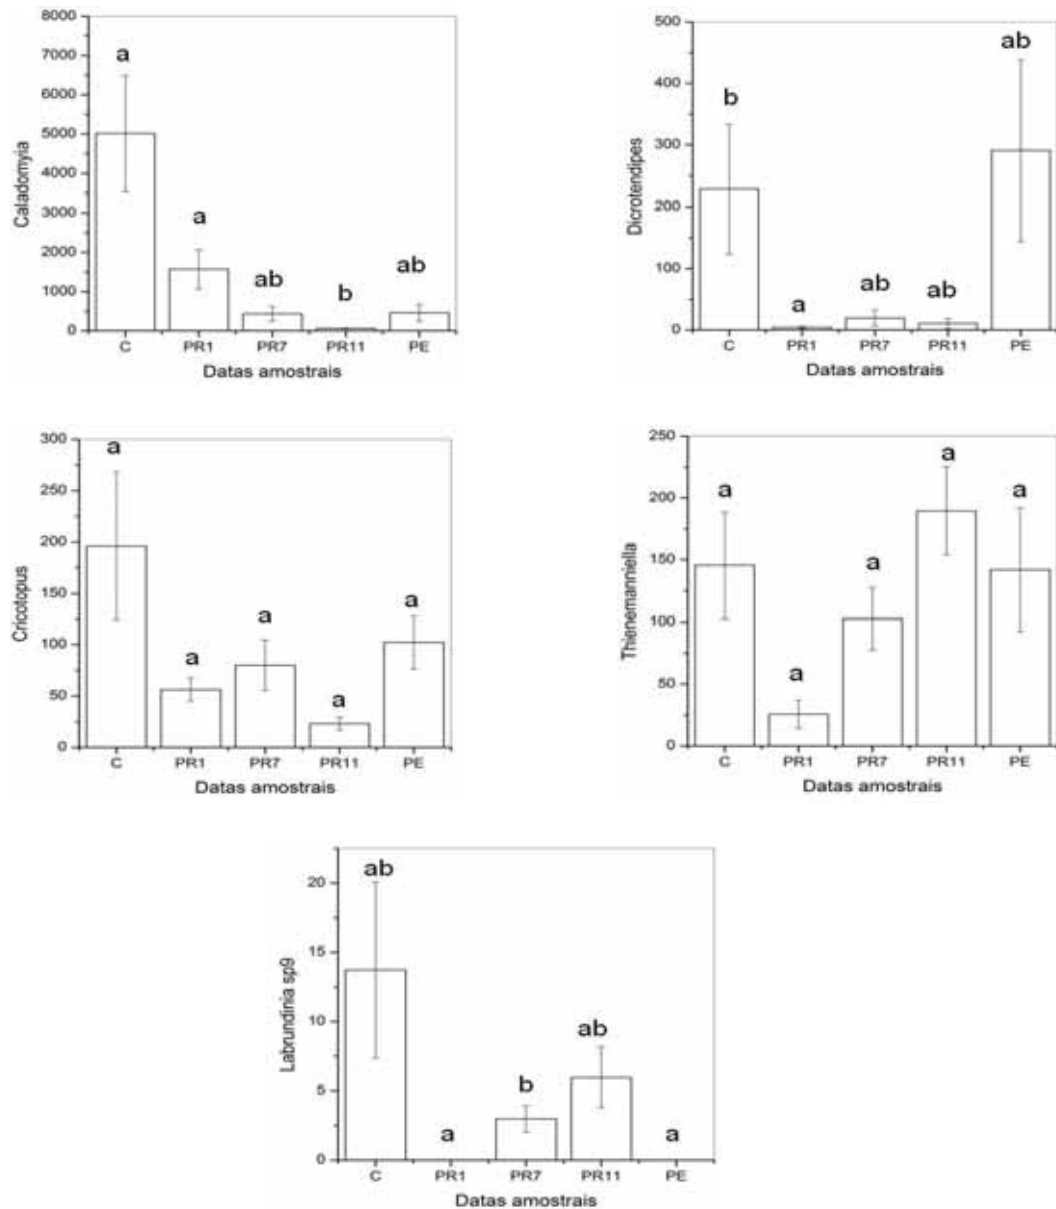 8000
7000
6000
5000
4000
3000
2000
1000
0
Caladomyia
a
a
ab
b
ab
C PR1 PR7 PR11 PE
Datas amostrais
500
400
300
200
100
0
Dicrotendipes
b
a
ab
ab
ab
C PR1 PR7 PR11 PE
Datas amostrais
300
250
200
150
100
50
0
Cricotopus
a
a
a
a
a
C PR1 PR7 PR11 PE
Datas amostrais
250
200
150
100
50
0
Thienemanniella
a
a
a
a
a
C PR1 PR7 PR11 PE
Datas amostrais
20
15
10
5
0
Labrundinia sp9
ab
a
b
ab
a
C PR1 PR7 PR11 PE
Datas amostrais